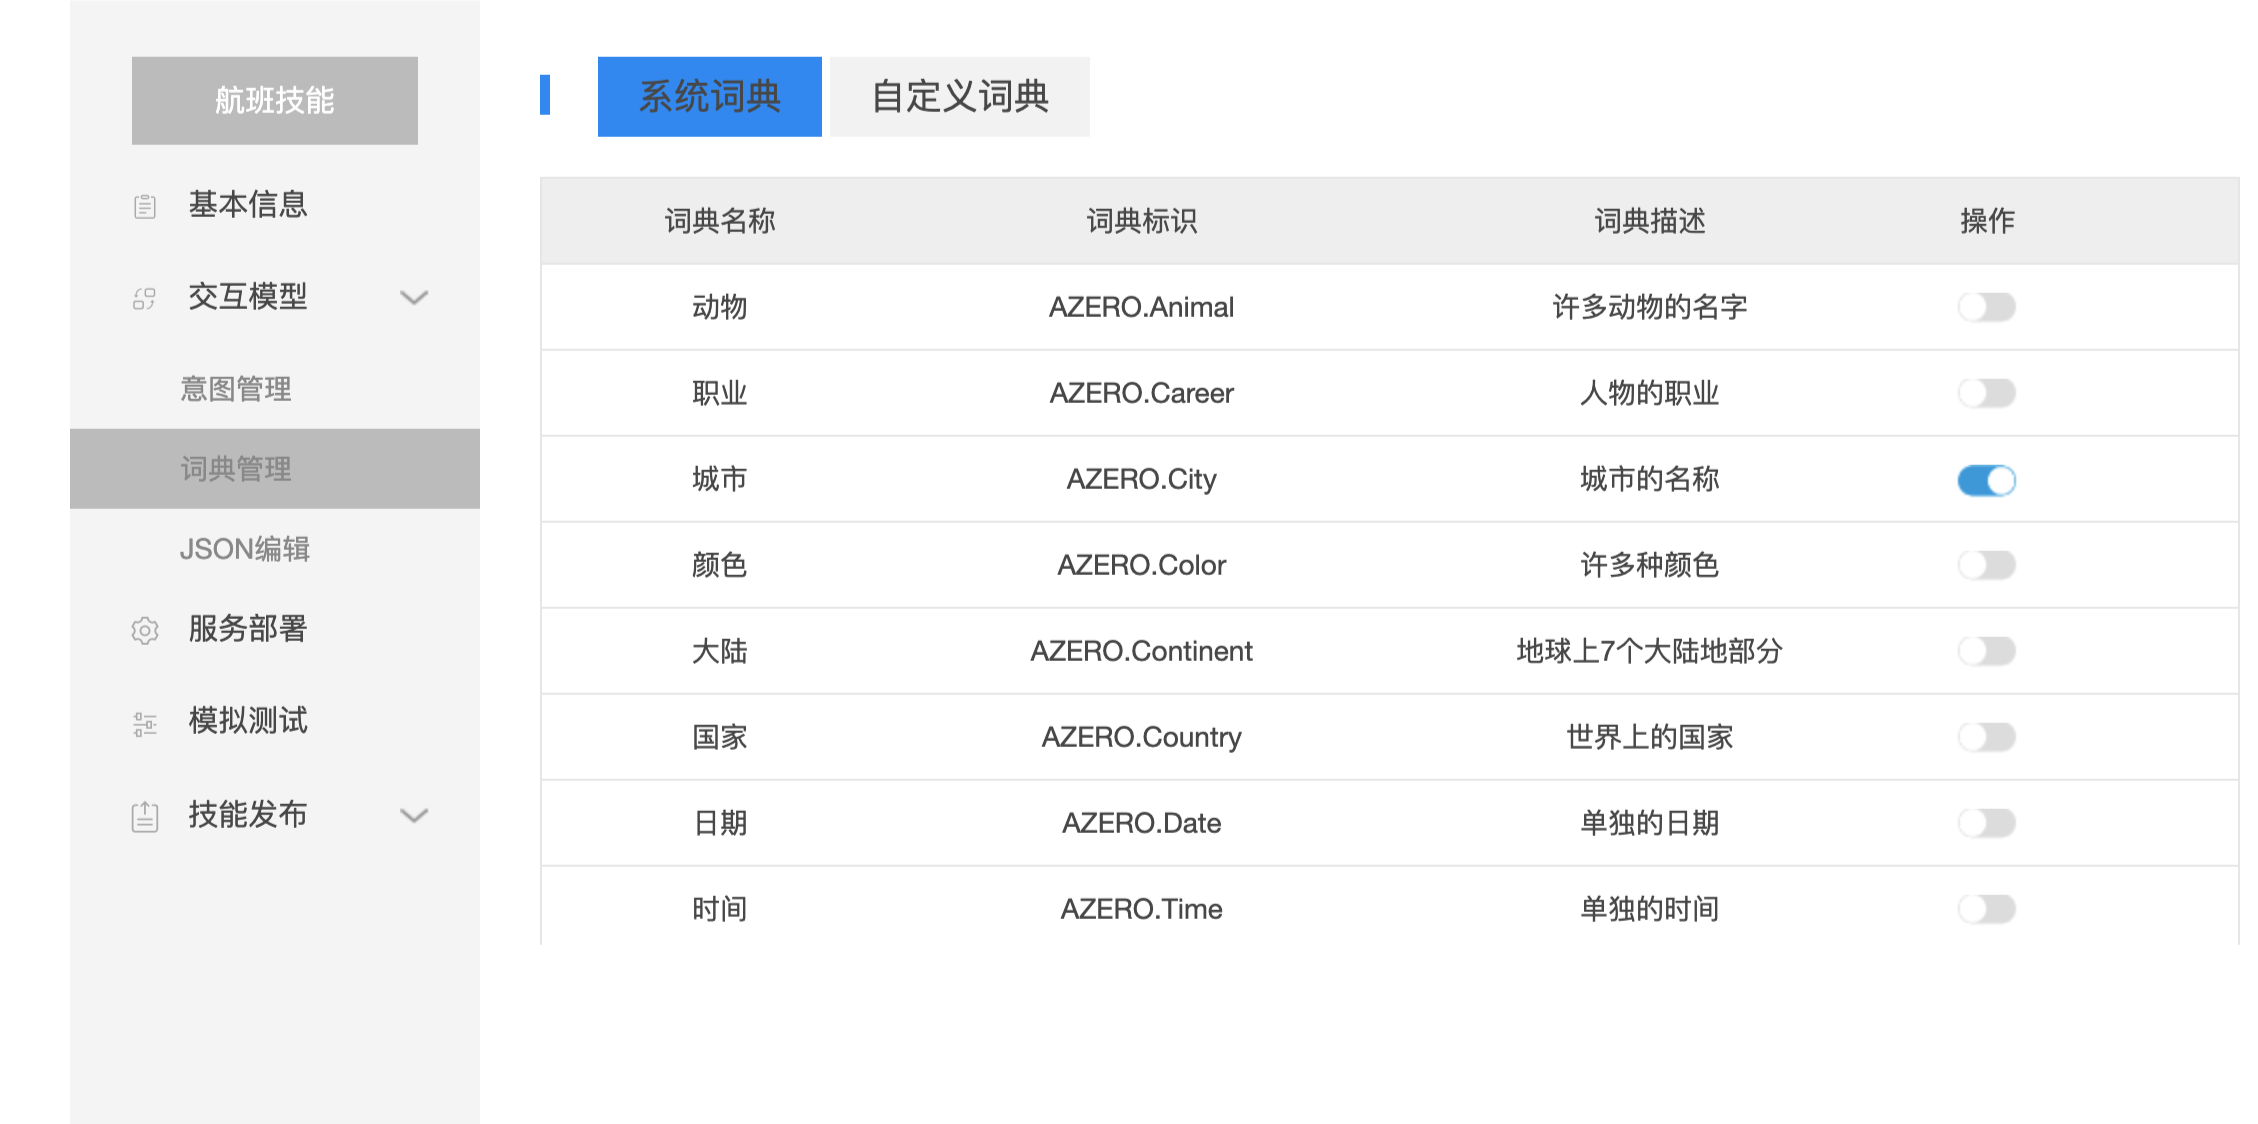 航班技能
基本信息
交互模型
意图管理
词典管理
JSON编辑
服务部署
模拟测试
技能发布
系统词典 自定义词典
词典名称 词典标识 词典描述 操作
动物 AZERO.Animal 许多动物的名字
职业 AZERO.Career 人物的职业
城市 AZERO.City 城市的名称
颜色 AZERO.Color 许多种颜色
大陆 AZERO.Continent 地球上7个大陆地部分
国家 AZERO.Country 世界上的国家
日期 AZERO.Date 单独的日期
时间 AZERO.Time 单独的时间